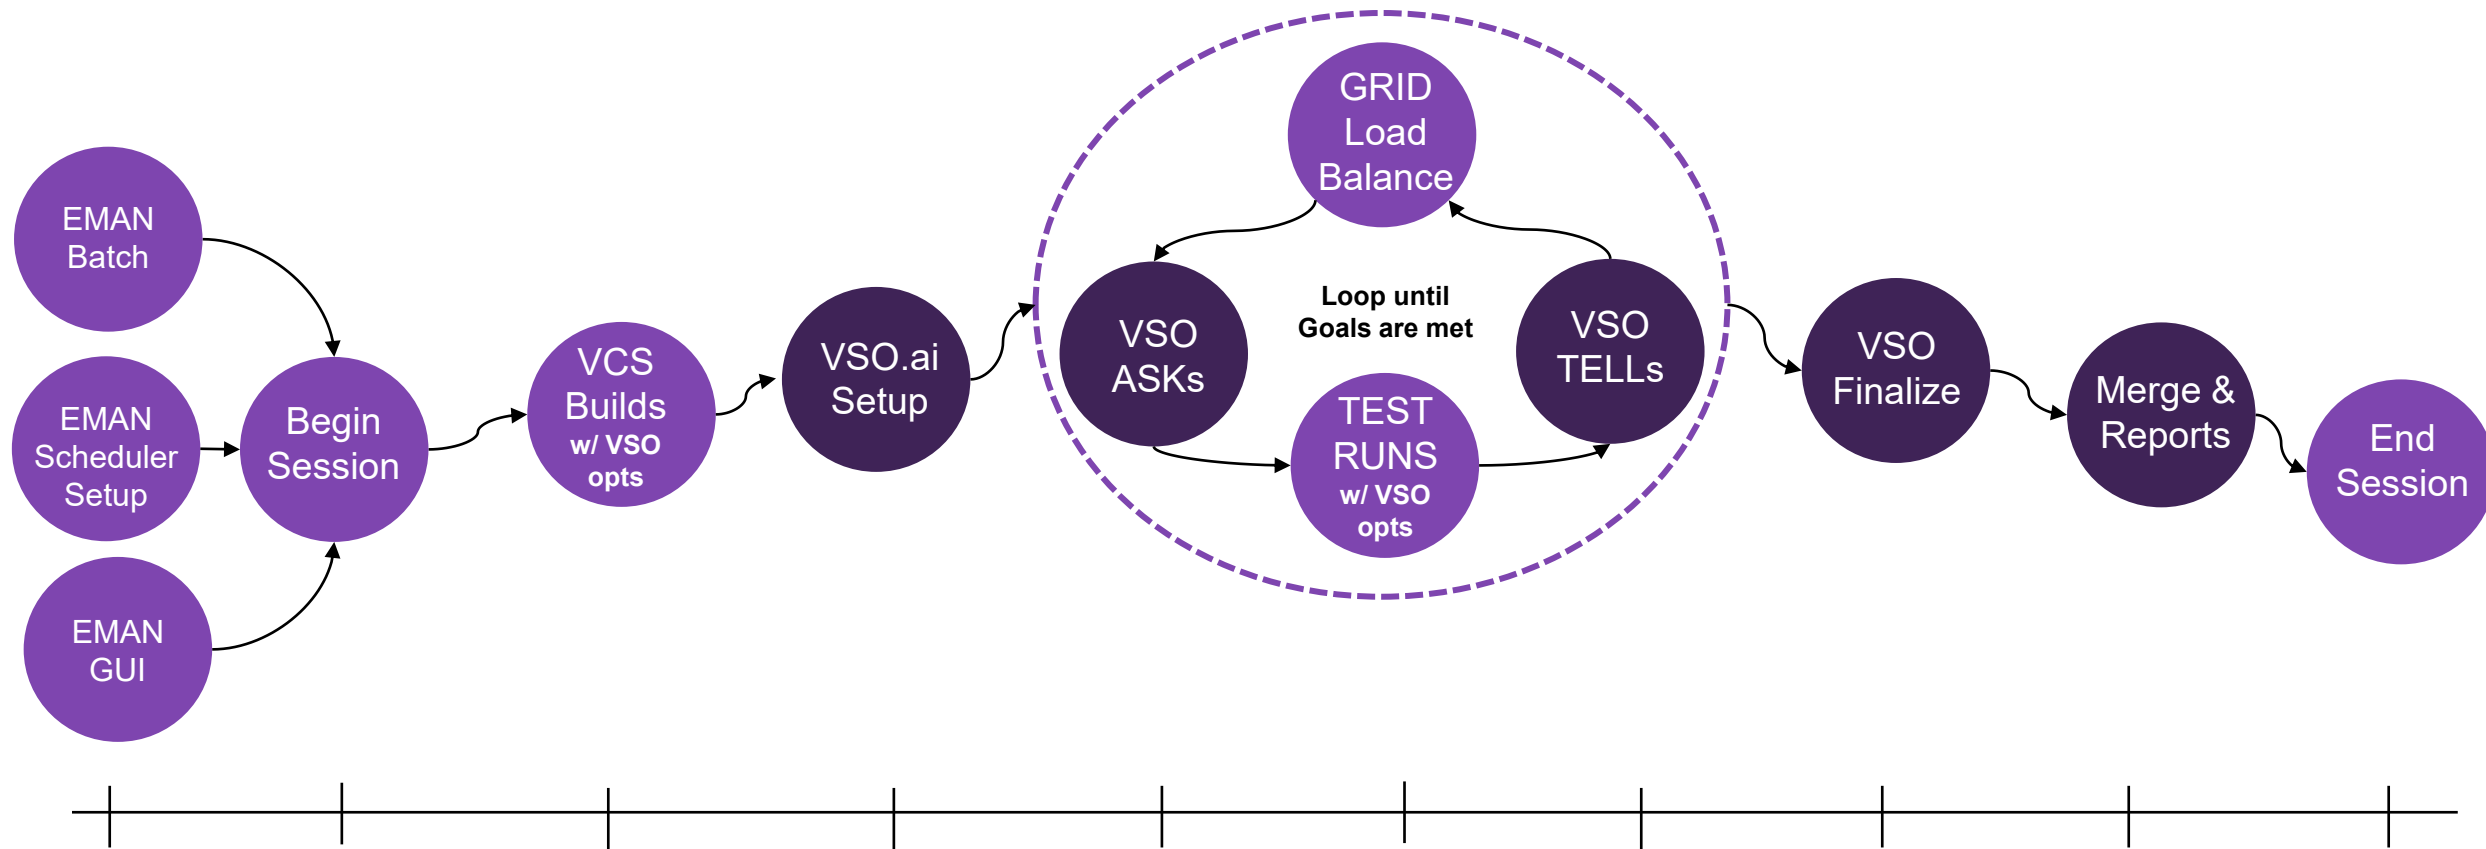 EMAN
Batch
EMAN
Scheduler
Setup
EMAN
GUI
Begin
Session
VCS
Builds
w/ VSO
opts
VSO.ai
Setup
GRID
Load
Balance
VSO
ASKs
Loop until
Goals are met
TEST
RUNS
w/ VSO
opts
VSO
TELLs
VSO
Finalize
Merge &
Reports
End
Session